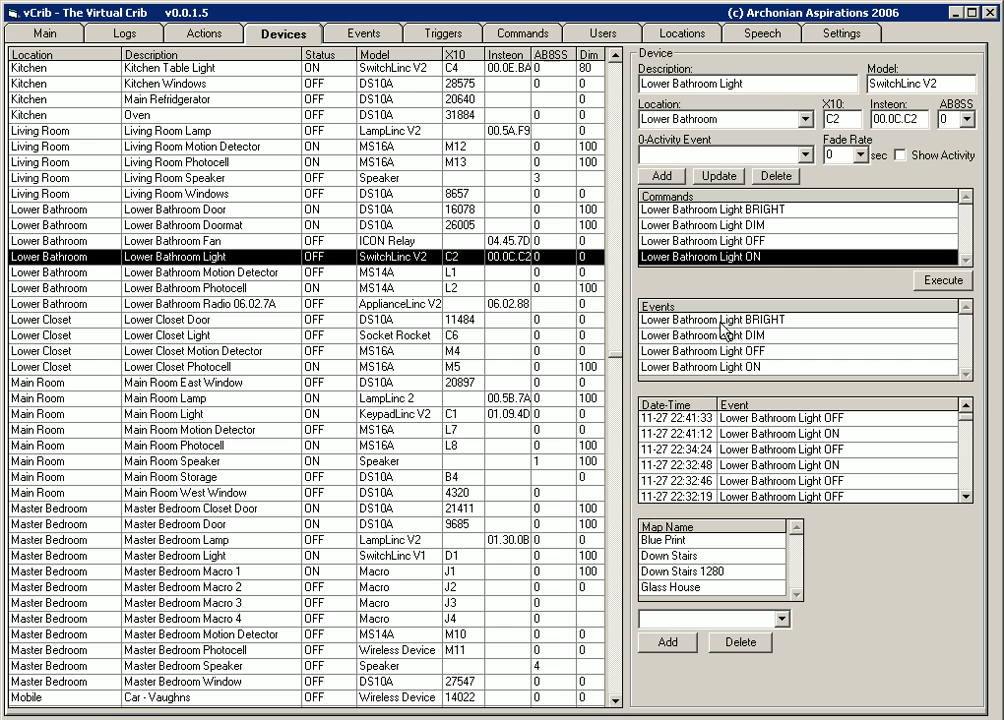 vCrib - The Virtual Crib v0.0.1.5 (c) Archonian Aspirations 2006
Main Logs Actions Devices Events Triggers Commands Users Locations Speech Settings
Location Description Status Model X10 Insteon AB8SS Dim
Kitchen Kitchen Table Light ON SwitchLinc V2 C4 00.0E.BA 0 80
Kitchen Kitchen Windows OFF DS10A 28575 0 0
Kitchen Main Refridgerator ON DS10A 20640 0
Kitchen Oven OFF DS10A 31884 0 0
Living Room Living Room Lamp OFF LampLinc V2 00.5A.F9 0
Living Room Living Room Motion Detector OFF MS16A M12 100
Living Room Living Room Photocell OFF MS16A M13 100
Living Room Living Room Speaker OFF Speaker 3
Living Room Living Room Windows OFF DS10A 8657 0 0
Lower Bathroom Lower Bathroom Door ON DS10A 16078 0 100
Lower Bathroom Lower Bathroom Doormat ON DS10A 26005 0 100
Lower Bathroom Lower Bathroom Fan OFF ICON Relay 04.45.7D 0 0
Lower Bathroom Lower Bathroom Light OFF SwitchLinc V2 C2 00.0C.C2 0 0
Lower Bathroom Lower Bathroom Motion Detector OFF MS14A L1 0
Lower Bathroom Lower Bathroom Photocell OFF MS14A L2 0 100
Lower Bathroom Lower Bathroom Radio 06.02.7A OFF ApplianceLinc V2 06.02.88 0
Lower Closet Lower Closet Door OFF DS10A 11484 0 0
Lower Closet Lower Closet Light OFF Socket Rocket C6 0 0
Lower Closet Lower Closet Motion Detector OFF MS16A M4 0 0
Lower Closet Lower Closet Photocell OFF MS16A M5 0 100
Main Room Main Room East Window OFF DS10A 20897 0 0
Main Room Main Room Lamp ON LampLinc 2 00.5B.7A 0 100
Main Room Main Room Light ON KeypadLinc V2 C1 01.09.4D 0
Main Room Main Room Motion Detector OFF MS14A L7 0
Main Room Main Room Photocell ON MS14A L8 0 100
Main Room Main Room Speaker ON Speaker 1 100
Main Room Main Room Storage OFF DS10A B4 0
Main Room Main Room West Window OFF DS10A 4320 0
Master Bedroom Master Bedroom Closet Door ON DS10A 21411 0 100
Master Bedroom Master Bedroom Door ON DS10A 9685 0 100
Master Bedroom Master Bedroom Lamp OFF LampLinc V2 01.30.0B 0 0
Master Bedroom Master Bedroom Light ON SwitchLinc V1 D1 0 100
Master Bedroom Master Bedroom Macro 1 ON Macro J1 0 100
Master Bedroom Master Bedroom Macro 2 OFF Macro J2 0 0
Master Bedroom Master Bedroom Macro 3 OFF Macro J3 0
Master Bedroom Master Bedroom Macro 4 OFF Macro J4 0
Master Bedroom Master Bedroom Motion Detector OFF MS14A M10 0 0
Master Bedroom Master Bedroom Photocell OFF Wireless Device M11 0 0
Master Bedroom Master Bedroom Speaker OFF Speaker 4
Master Bedroom Master Bedroom Window OFF DS10A 27547 0 0
Mobile Car - Vaughns OFF Wireless Device 14022 0 0
Device
Description: Model:
Lower Bathroom Light SwitchLinc V2
Location: X10: Insteon: AB8SS
Lower Bathroom C2 00.0C.C2 0
0-Activity Event Fade Rate
0 sec Show Activity
Add Update Delete
Commands
Lower Bathroom Light BRIGHT
Lower Bathroom Light DIM
Lower Bathroom Light OFF
Lower Bathroom Light ON
Execute
Events
Lower Bathroom Light BRIGHT
Lower Bathroom Light DIM
Lower Bathroom Light OFF
Lower Bathroom Light ON
Date-Time Event
11-27 22:41:33 Lower Bathroom Light OFF
11-27 22:41:12 Lower Bathroom Light ON
11-27 22:34:24 Lower Bathroom Light OFF
11-27 22:32:48 Lower Bathroom Light ON
11-27 22:32:46 Lower Bathroom Light OFF
11-27 22:32:19 Lower Bathroom Light OFF
Map Name
Blue Print
Down Stairs
Down Stairs 1280
Glass House
Add Delete